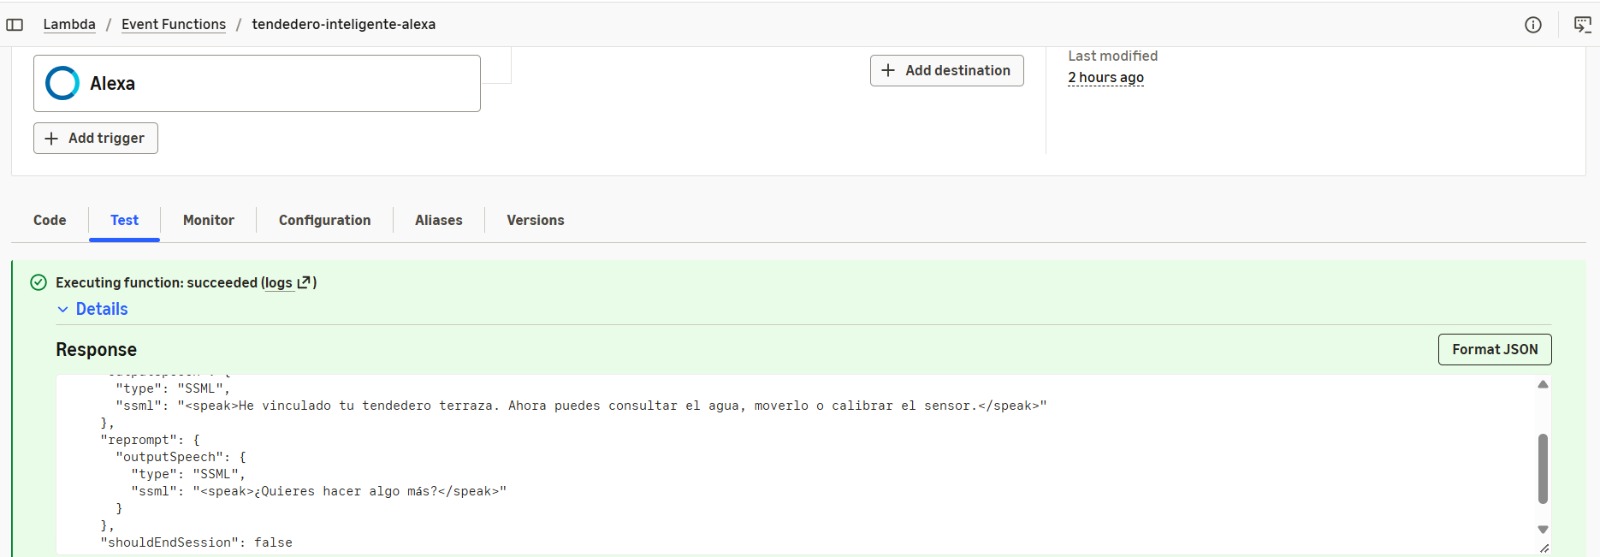 Lambda / Event Functions / tendedero-inteligente-alexa
Alexa
Add destination
Last modified
2 hours ago
Add trigger
Code Test Monitor Configuration Aliases Versions
Executing function: succeeded (logs)
Details
Response
Format JSON
"type": "SSML",
"ssml": "<speak>He vinculado tu tendedero terraza. Ahora puedes consultar el agua, moverlo o calibrar el sensor.</speak>"
},
"reprompt": {
"outputSpeech": {
"type": "SSML",
"ssml": "<speak>¿Quieres hacer algo más?</speak>"
}
},
"shouldEndSession": false